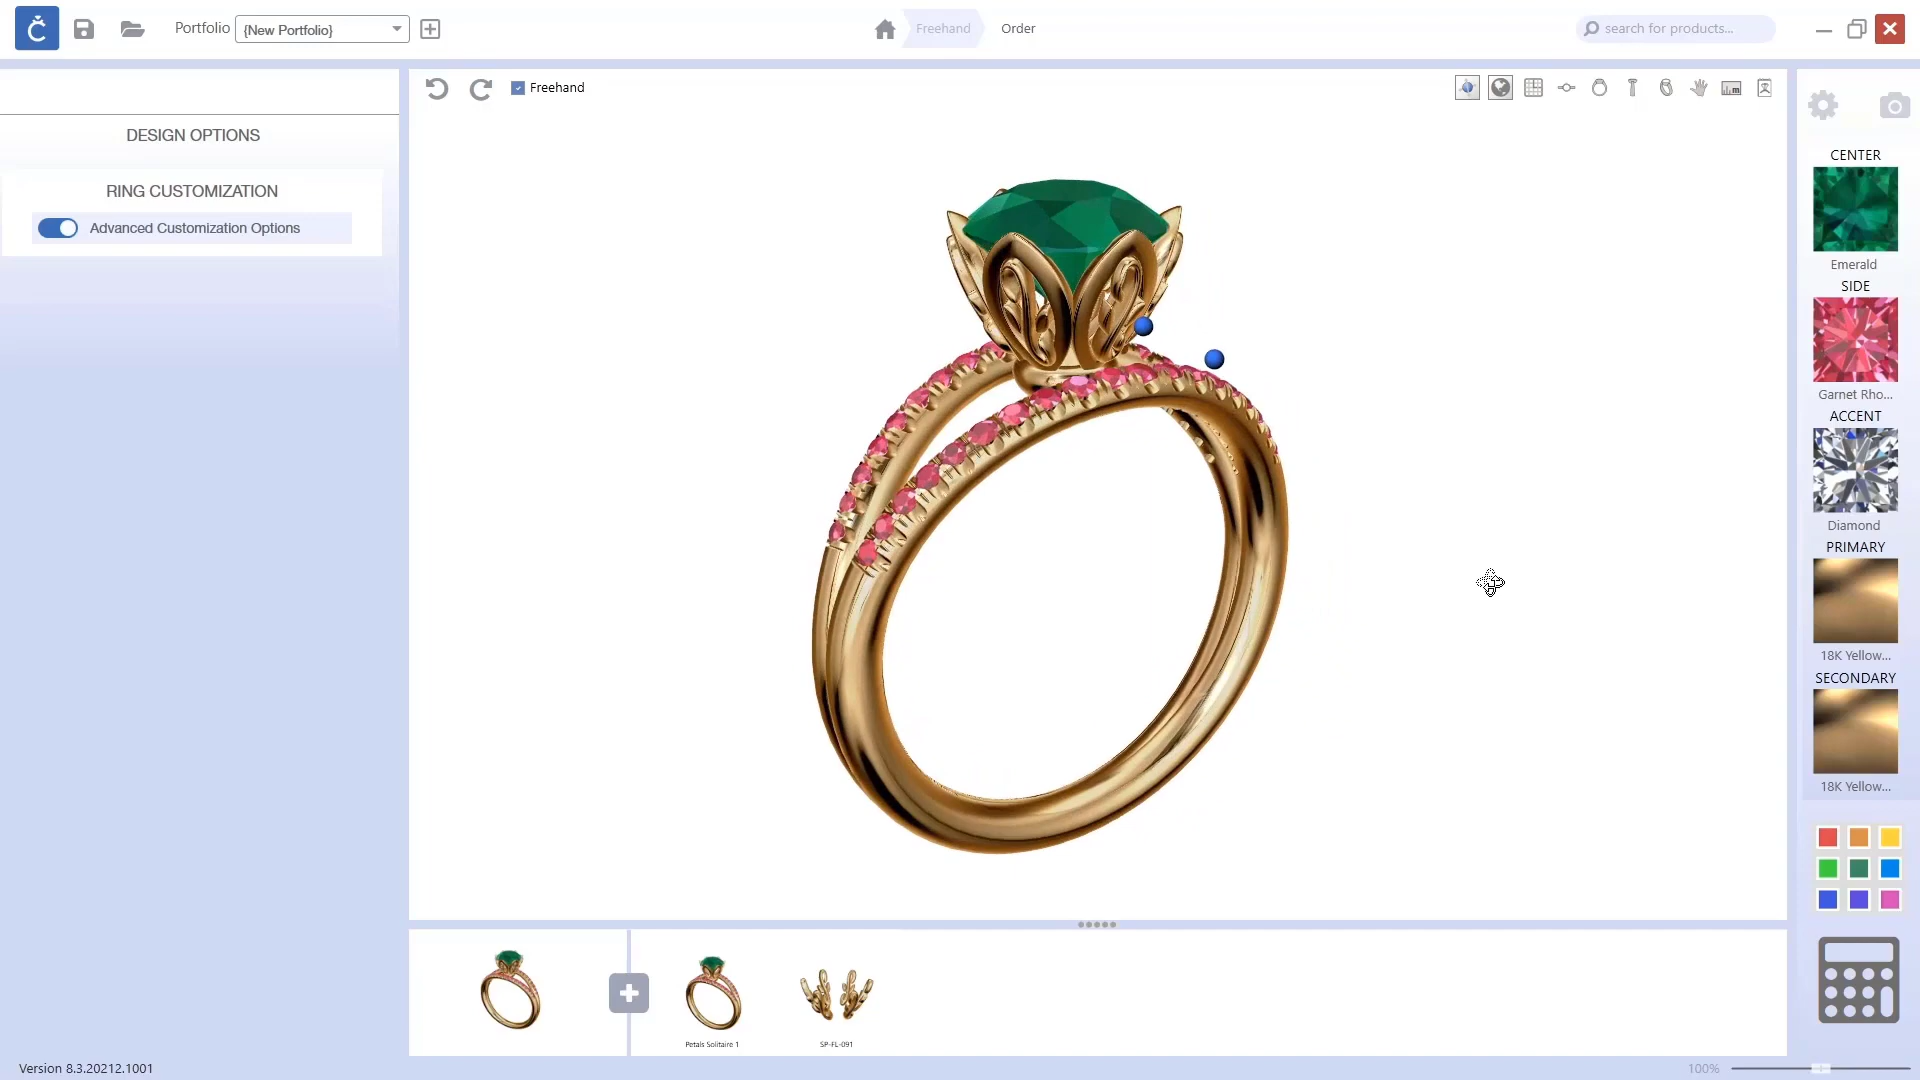 Č
Portfolio
{New Portfolio}
Freehand
Order
search for products...
Freehand
DESIGN OPTIONS
RING CUSTOMIZATION
Advanced Customization Options
CENTER
Emerald
SIDE
Garnet Rho...
ACCENT
Diamond
PRIMARY
18K Yellow...
SECONDARY
18K Yellow...
Petals Solitaire 1
SP-FL-091
Version 8.3.20212.1001
100%